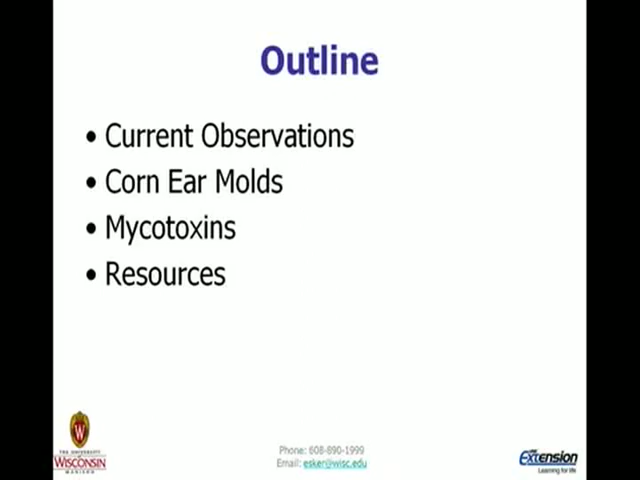 Outline
• Current Observations
• Corn Ear Molds
• Mycotoxins
• Resources
W
THE UNIVERSITY
WISCONSIN
MADISON
Phone: 608-890-1999
Email: esker@wisc.edu
Extension
Learning for life